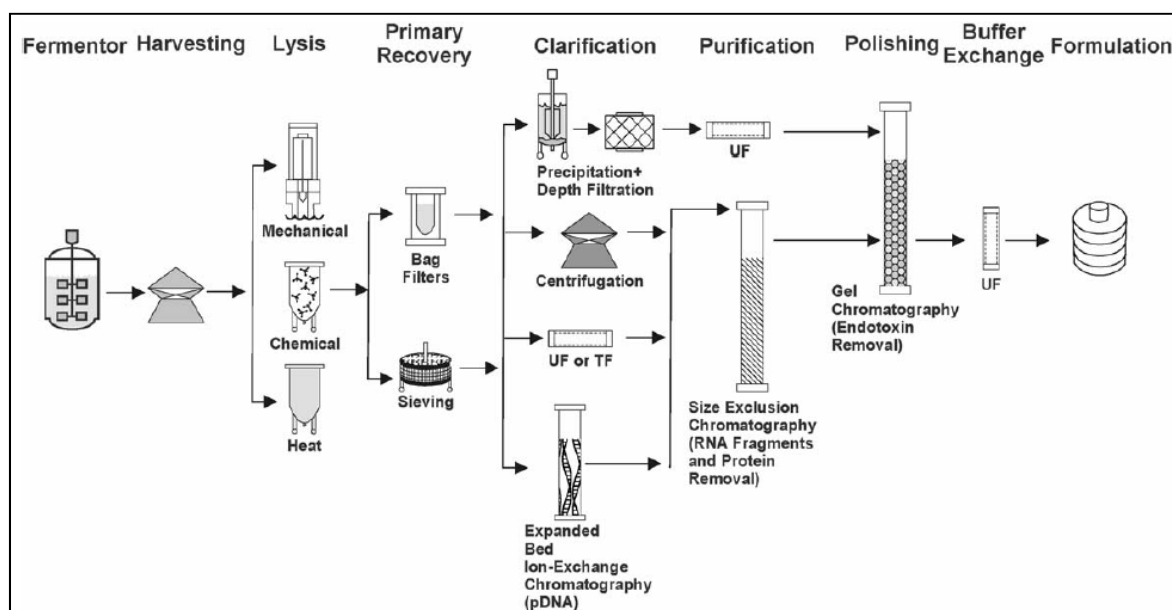 Fermentor
Harvesting
Lysis
Primary
Recovery
Clarification
Purification
Polishing
Buffer
Exchange
Formulation
Mechanical
Chemical
Heat
Bag
Filters
Sieving
Precipitation+
Depth Filtration
Centrifugation
UF or TF
Expanded
Bed
Ion-Exchange
Chromatography
(pDNA)
UF
Size Exclusion
Chromatography
(RNA Fragments
and Protein
Removal)
Gel
Chromatography
(Endotoxin
Removal)
UF